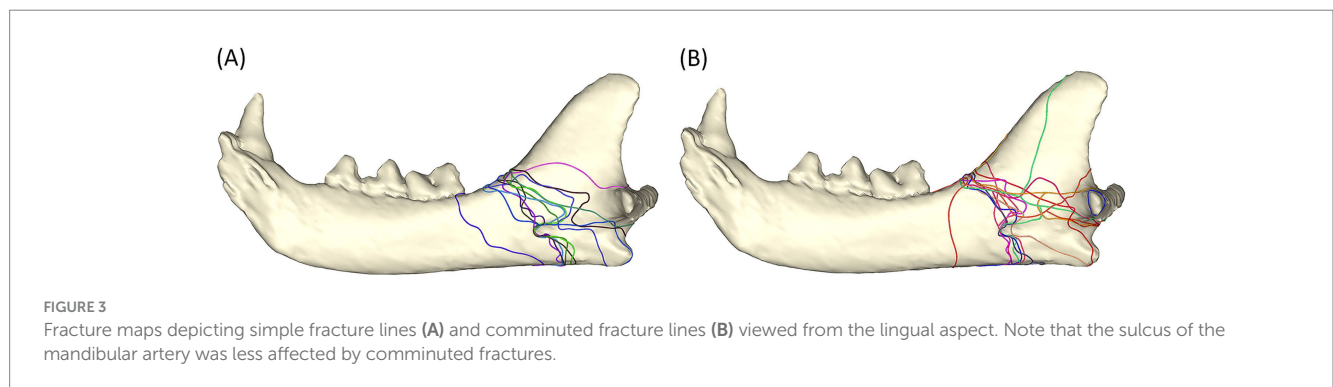 (A)
(B)
FIGURE 3
Fracture maps depicting simple fracture lines (A) and comminuted fracture lines (B) viewed from the lingual aspect. Note that the sulcus of the
mandibular artery was less affected by comminuted fractures.